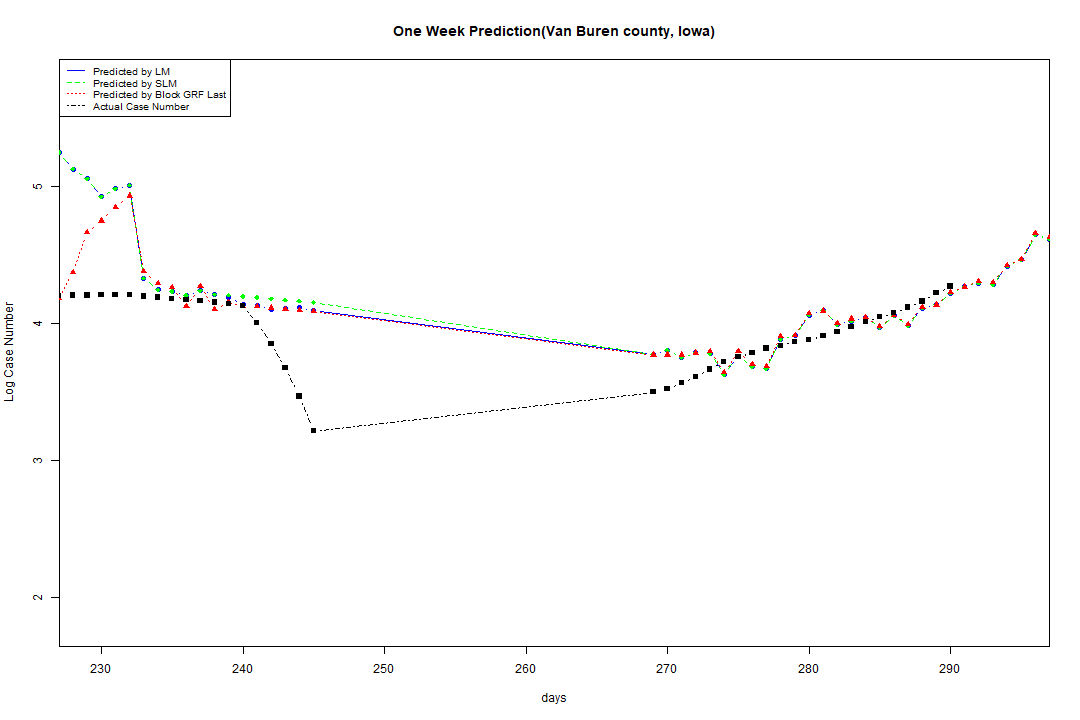 One Week Prediction(Van Buren county, Iowa)
Predicted by LM
Predicted by SLM
Predicted by Block GRF Last
Actual Case Number
Log Case Number
5
4
3
2
230 240 250 260 270 280 290
days